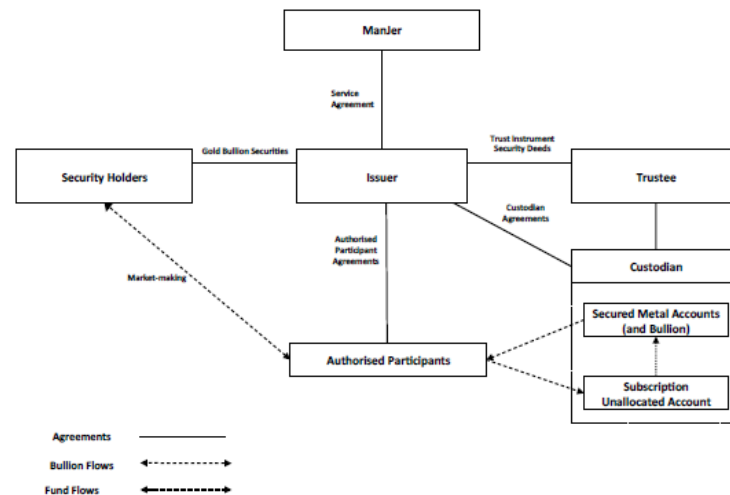 ManJer
Service
Agreement
Gold Bullion Securities
Trust Instrument
Security Deeds
Security Holders
Issuer
Trustee
Custodian
Agreements
Authorised
Participant
Agreements
Custodian
Market-making
Secured Metal Accounts
(and Bullion)
Authorised Participants
Subscription
Unallocated Account
Agreements
Bullion Flows
Fund Flows